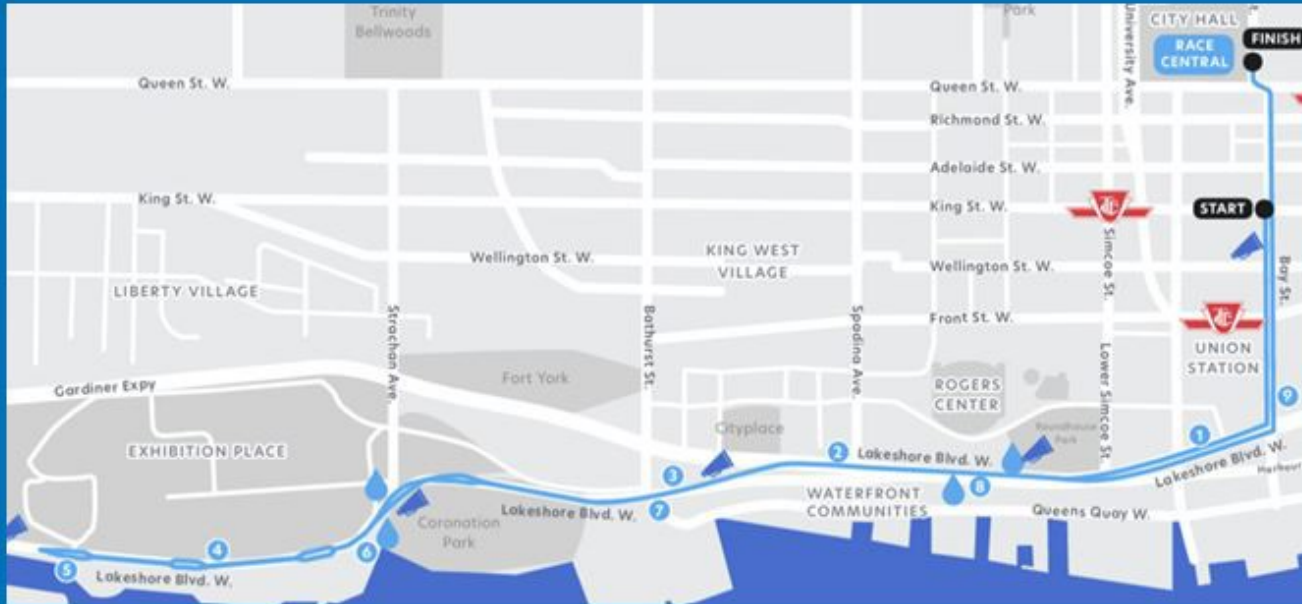 Trinity
Bellwoods
Park
University Ave.
CITY HALL
RACE
CENTRAL
FINISH
Queen St. W.
Queen St. W.
Richmond St. W.
Adelaide St. W.
King St. W.
King St. W.
START
Simcoe St.
Wellington St. W.
KING WEST
VILLAGE
Wellington St. W.
Bay St.
LIBERTY VILLAGE
Strachan Ave.
Bathurst St.
Spadina Ave.
Front St. W.
Lower Simcoe St.
UNION
STATION
Gardiner Expy
Fort York
ROGERS
CENTER
9
Cityplace
Roundhouse
Park
1
EXHIBITION PLACE
2
Lakeshore Blvd. W.
Lakeshore Blvd. W.
3
8
7
WATERFRONT
COMMUNITIES
Lakeshore Blvd. W.
Queens Quay W.
Coronation
Park
6
4
5
Lakeshore Blvd. W.